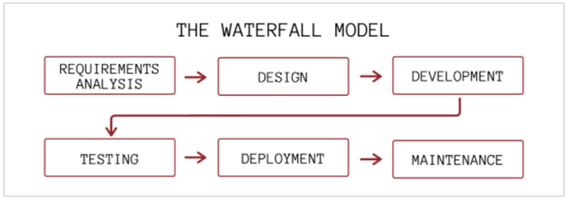 THE WATERFALL MODEL
REQUIREMENTS
ANALYSIS
DESIGN
DEVELOPMENT
TESTING
DEPLOYMENT
MAINTENANCE